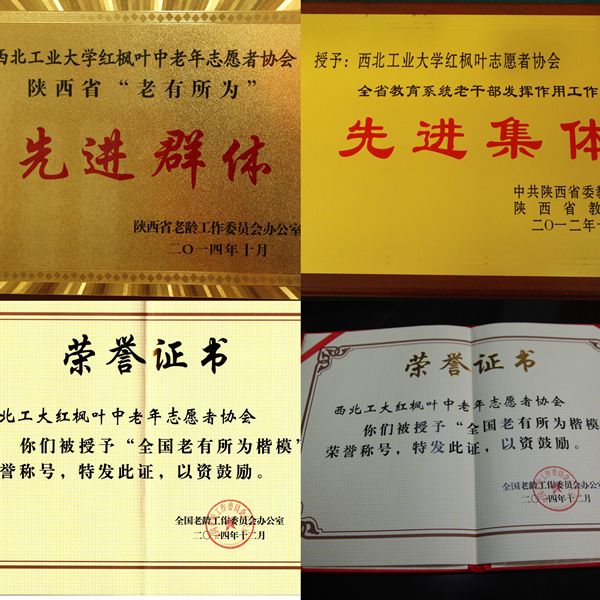 西北工业大学红枫叶中老年志愿者协会
陕西省“老有所为”
先进群体
陕西省老龄工作委员会办公室
二〇一四年十月
授予：西北工业大学红枫叶志愿者协会
全省教育系统老干部发挥作用工作
先进集体
中共陕西省委教
陕西省教
二〇一二年十
荣誉证书
北工大红枫叶中老年志愿者协会
你们被授予“全国老有所为楷模”
誉称号，特发此证，以资鼓励。
全国老龄工作委员会办公室
二〇一四年十二月
荣誉证书
西北工大红枫叶中老年志愿者协会
你们被授予“全国老有所为楷模
荣誉称号，特发此证，以资鼓励。
全国老龄工作委员会办公室
二〇一四年十二月